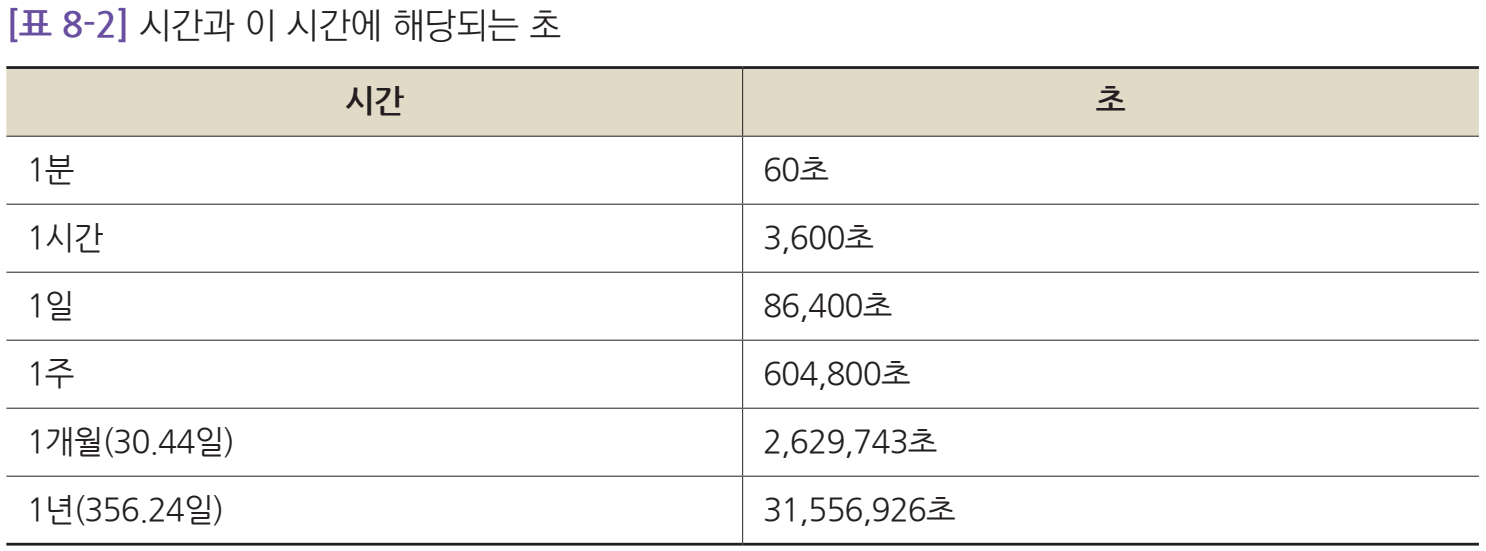 [표 8-2] 시간과 이 시간에 해당되는 초
시간 초
1분 60초
1시간 3,600초
1일 86,400초
1주 604,800초
1개월(30.44일) 2,629,743초
1년(356.24일) 31,556,926초